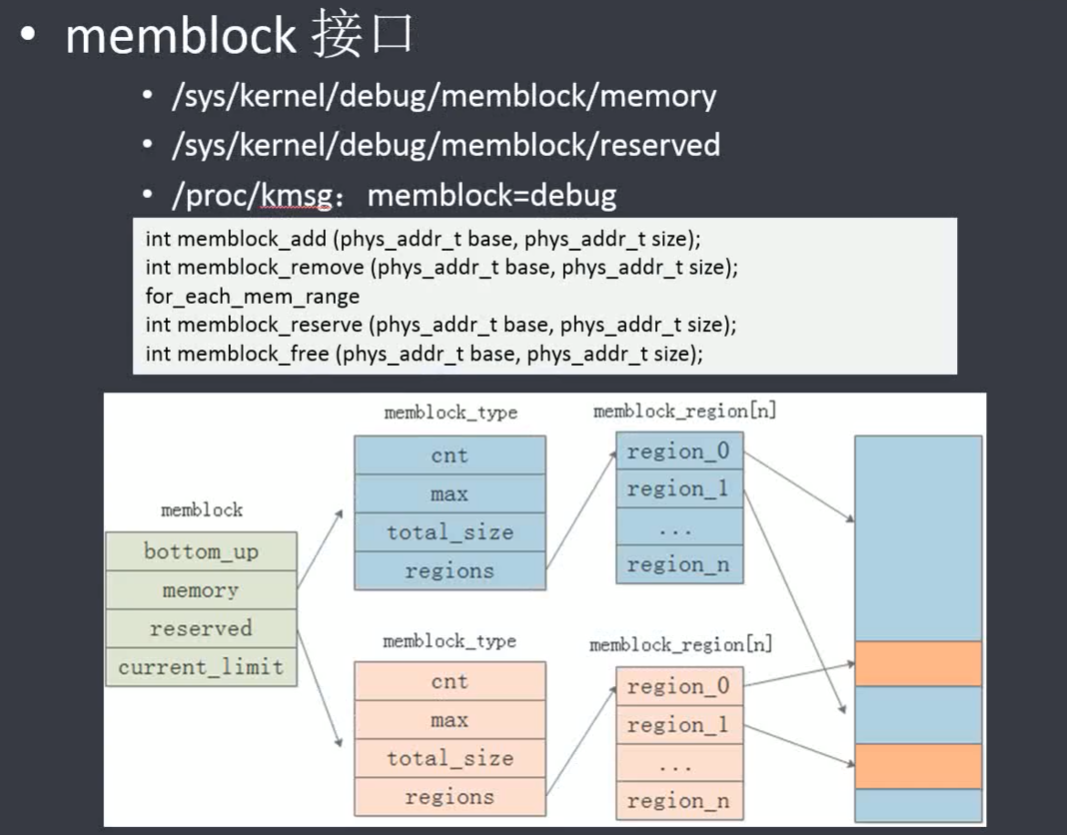 • memblock 接口
• /sys/kernel/debug/memblock/memory
• /sys/kernel/debug/memblock/reserved
• /proc/kmsg：memblock=debug
int memblock_add (phys_addr_t base, phys_addr_t size);
int memblock_remove (phys_addr_t base, phys_addr_t size);
for_each_mem_range
int memblock_reserve (phys_addr_t base, phys_addr_t size);
int memblock_free (phys_addr_t base, phys_addr_t size);
memblock
bottom_up
memory
reserved
current_limit
memblock_type
cnt
max
total_size
regions
memblock_region[n]
region_0
region_1
...
region_n
memblock_type
cnt
max
total_size
regions
memblock_region[n]
region_0
region_1
...
region_n